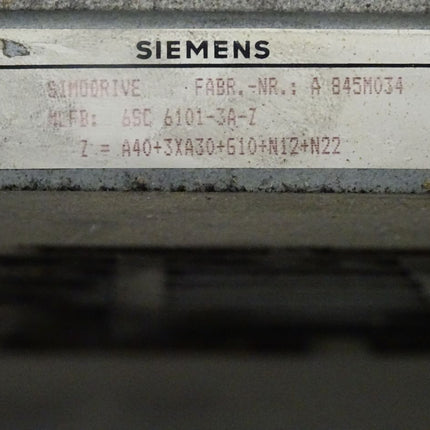 SIEMENS
SIMODRIVE FABR.-NR.: A 845M034
MLFB: 6SC 6101-3A-Z
Z = A40+3XA30+G10+N12+N22